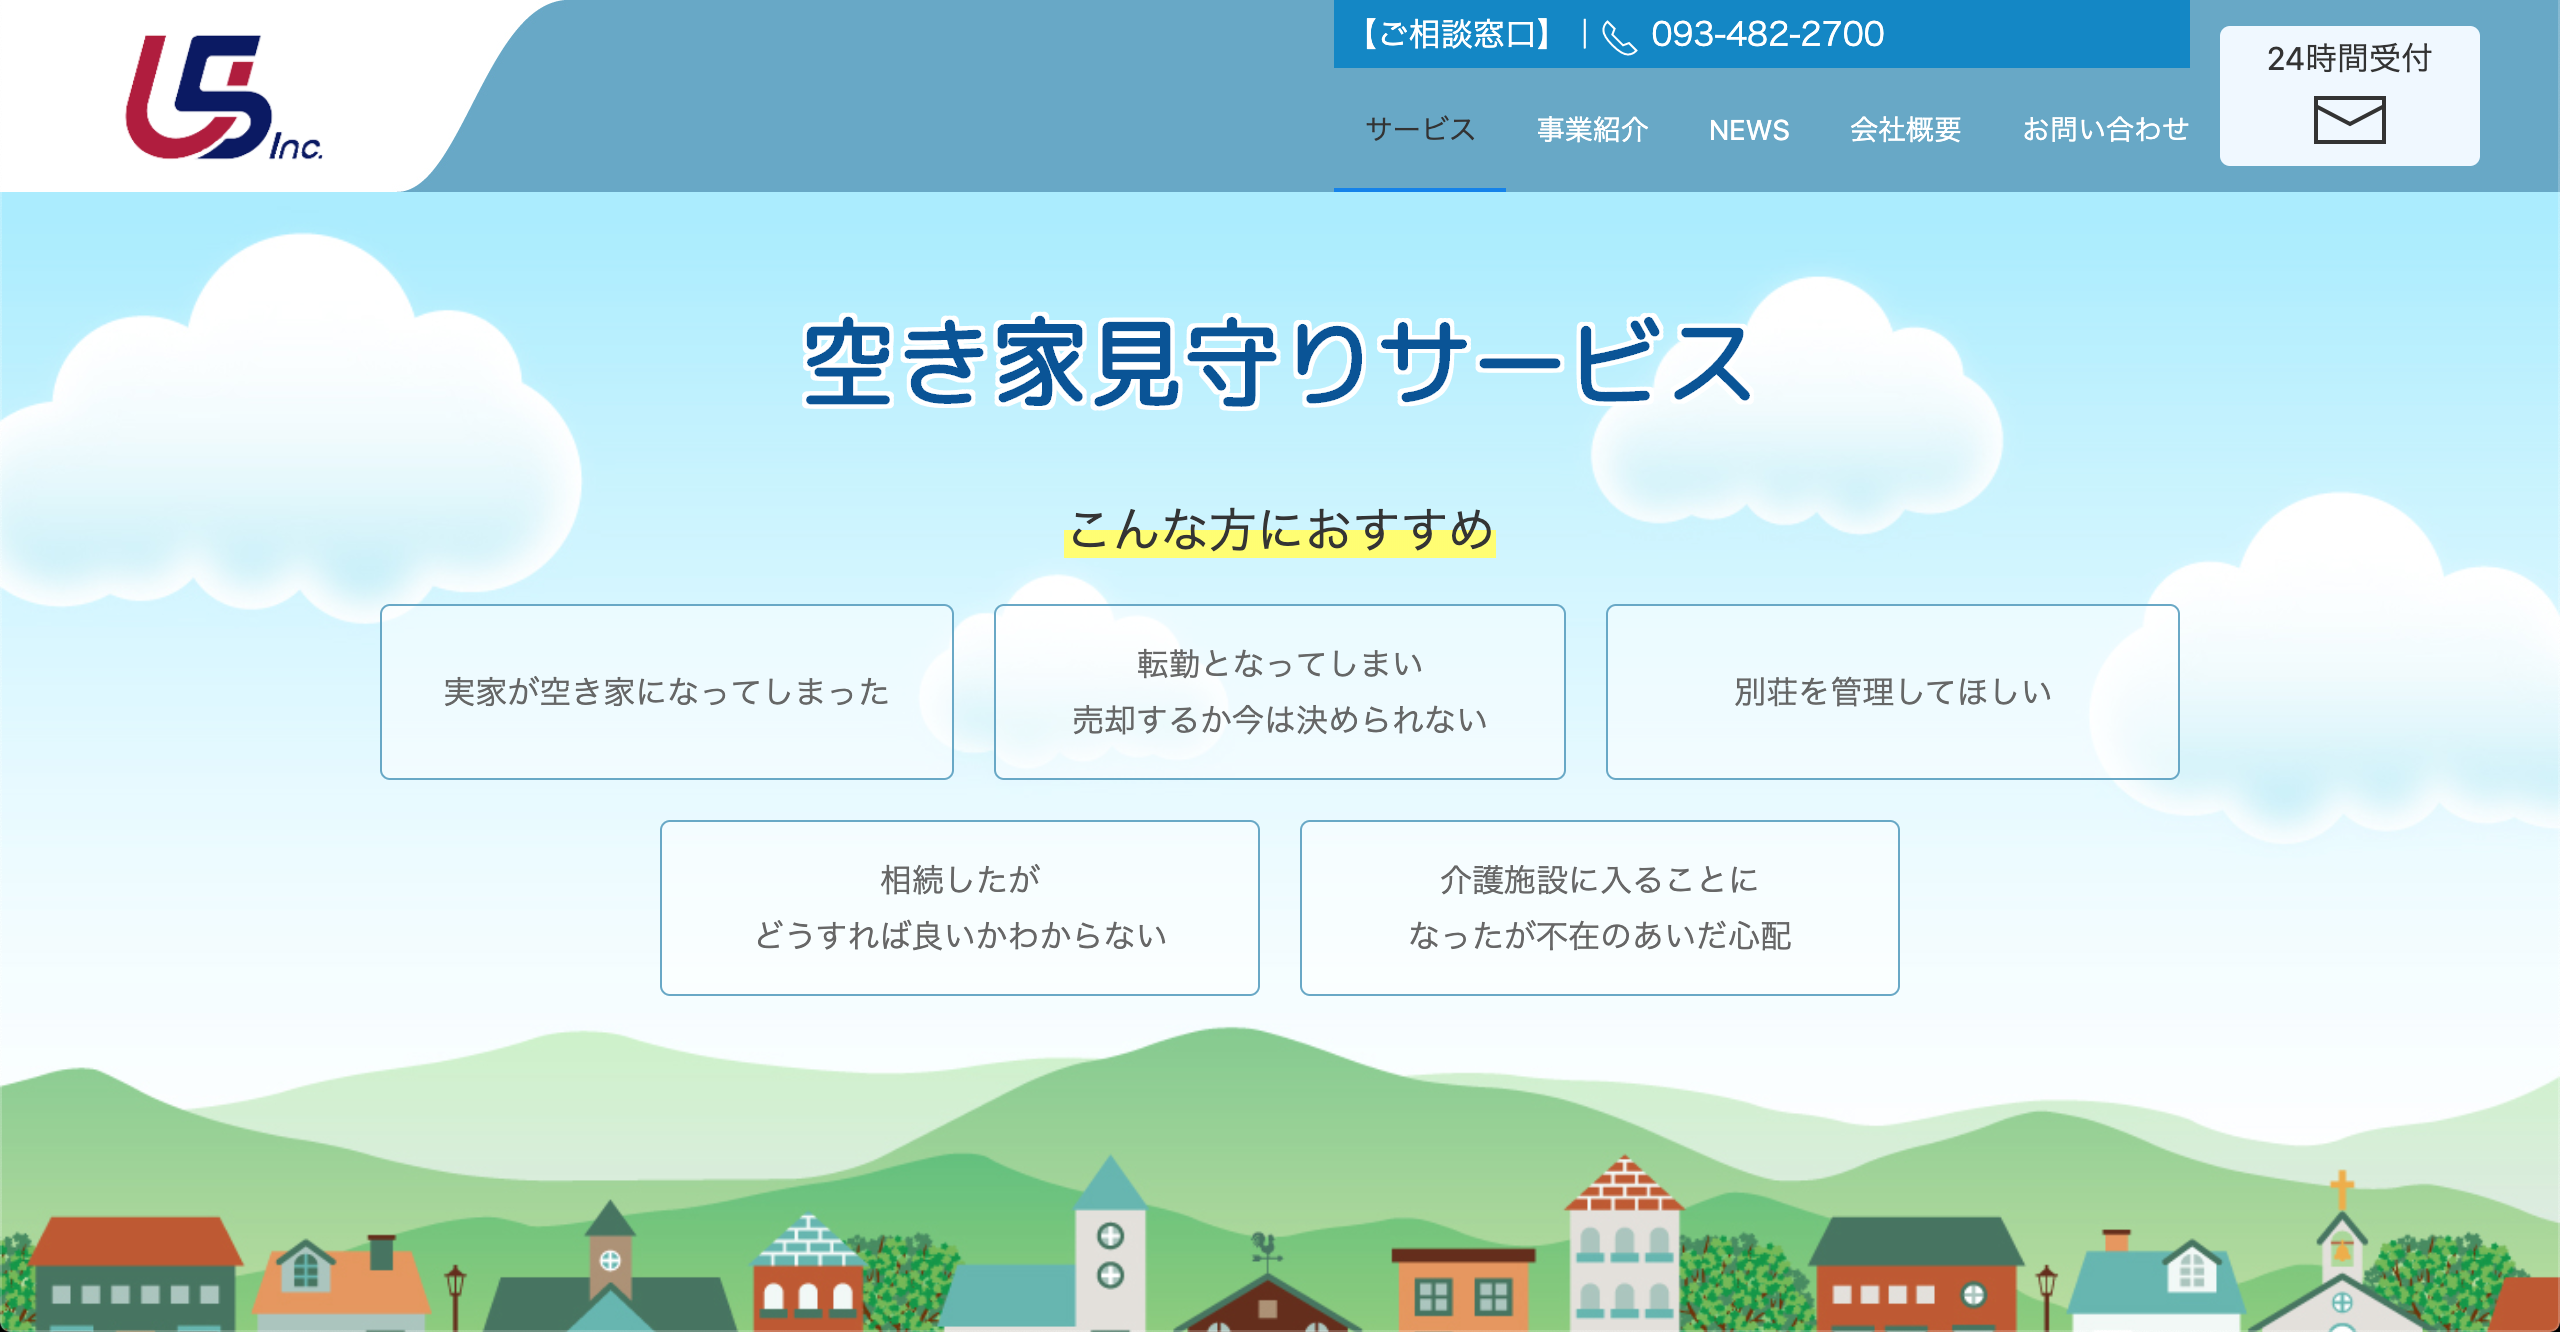 U5 Inc.
【ご相談窓口】 | 093-482-2700
24時間受付
サービス 事業紹介 NEWS 会社概要 お問い合わせ
空き家見守りサービス
こんな方におすすめ
実家が空き家になってしまった
転勤となってしまい
売却するか今は決められない
別荘を管理してほしい
相続したが
どうすれば良いかわからない
介護施設に入ることに
なったが不在のあいだ心配